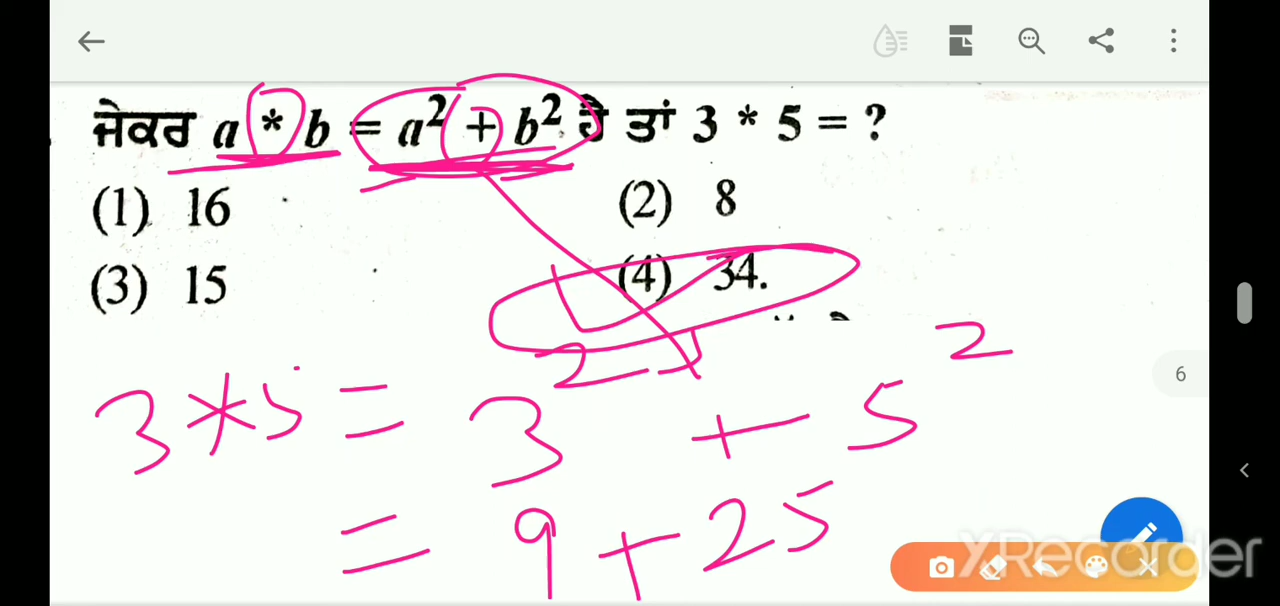 ਜੇਕਰ a * b = a² + b² ਹੈ ਤਾਂ 3 * 5 = ?
(1) 16 (2) 8
(3) 15 (4) 34.
3 * 5 = 3² + 5²
= 9 + 25
6
XRecorder